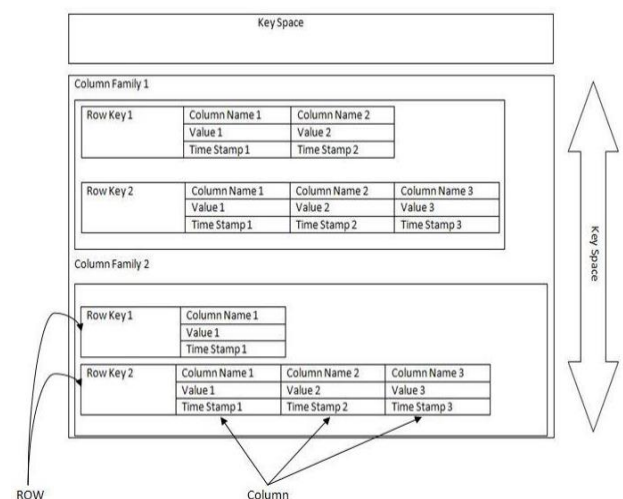 Key Space
Column Family 1
Row Key 1 Column Name 1 Column Name 2
Value 1 Value 2
Time Stamp 1 Time Stamp 2
Row Key 2 Column Name 1 Column Name 2 Column Name 3
Value 1 Value 2 Value 3
Time Stamp 1 Time Stamp 2 Time Stamp 3
Key Space
Column Family 2
Row Key 1 Column Name 1
Value 1
Time Stamp 1
Row Key 2 Column Name 1 Column Name 2 Column Name 3
Value 1 Value 2 Value 3
Time Stamp 1 Time Stamp 2 Time Stamp 3
ROW Column